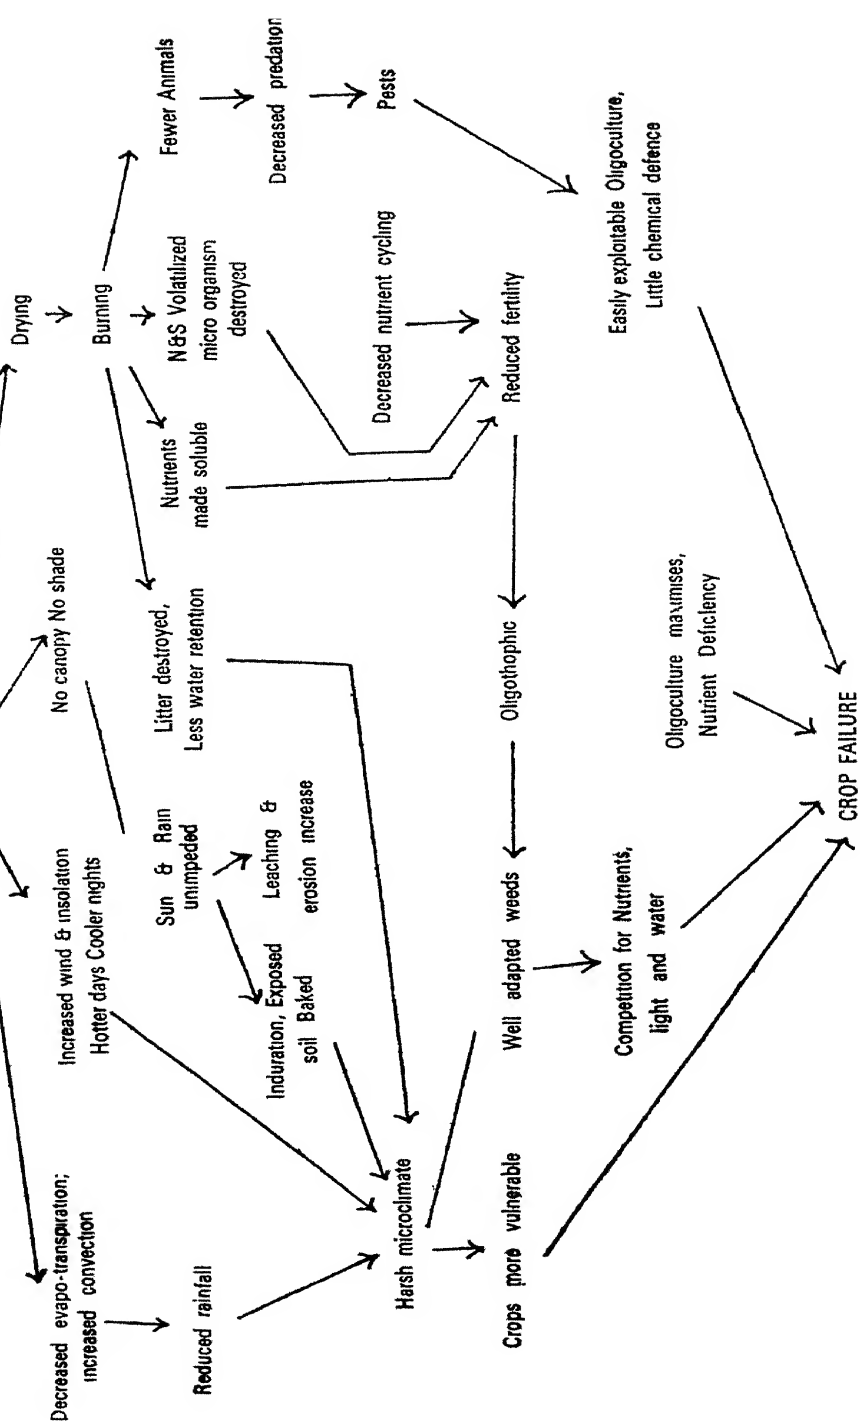 Drying
Burning
Fewer Animals
Decreased predation
Pests
N&S Volatilized
micro organism
destroyed
Nutrients
made soluble
Decreased nutrient cycling
Reduced fertility
Easily exploitable Oligoculture,
Little chemical defence
No canopy No shade
Litter destroyed,
Less water retention
Increased wind & insolation
Hotter days Cooler nights
Sun & Rain
unimpeded
Leaching &
erosion increase
Induration, Exposed
soil Baked
Decreased evapo-transpiration;
increased convection
Reduced rainfall
Harsh microclimate
Crops more vulnerable
Well adapted weeds
Oligothophic
Competition for Nutrients,
light and water
Oligoculture maximises,
Nutrient Deficiency
CROP FAILURE